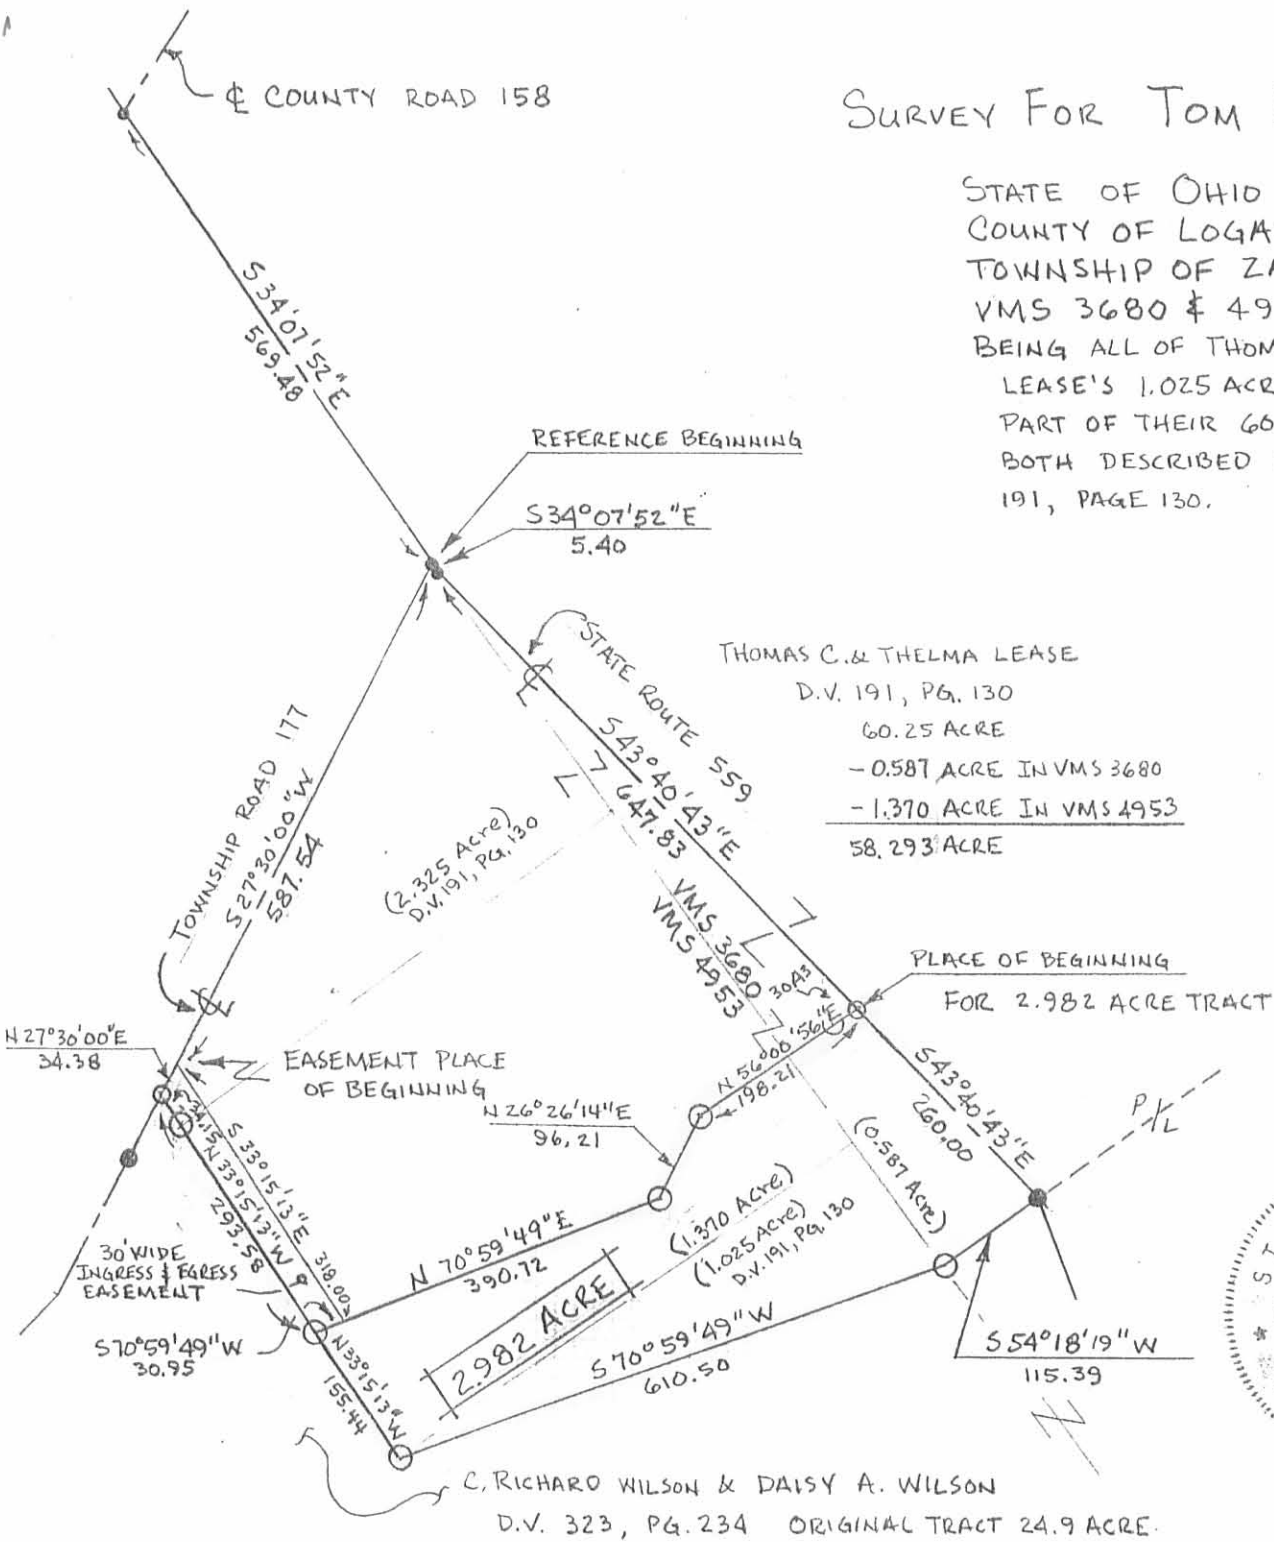 ℄ COUNTY ROAD 158
SURVEY FOR TOM
STATE OF OHIO
COUNTY OF LOGA
TOWNSHIP OF ZA
VMS 3680 & 49
BEING ALL OF THOM
LEASE'S 1.025 ACR
PART OF THEIR 60
BOTH DESCRIBED
191, PAGE 130.
S34°07'52"E
569.48
REFERENCE BEGINNING
S34°07'52"E
5.40
STATE ROUTE 559
S43°40'43"E
647.83
THOMAS C. & THELMA LEASE
D.V. 191, PG. 130
60.25 ACRE
- 0.587 ACRE IN VMS 3680
- 1.370 ACRE IN VMS 4953
58.293 ACRE
TOWNSHIP ROAD 177
S27°30'00"W
587.54
(2.325 Acre)
D.V. 191, PG. 130
VMS 3680
VMS 4953
PLACE OF BEGINNING
FOR 2.982 ACRE TRACT
N27°30'00"E
34.38
EASEMENT PLACE
OF BEGINNING
N26°26'14"E
96.21
N 56°00'56"E
198.21
S43°40'43"E
260.00
P/L
(0.587 Acre)
34.15
S 33°15'13"E 318.00
N33°15'13"W
293.58
30' WIDE
INGRESS & EGRESS
EASEMENT
S70°59'49"W
30.95
N 70°59'49"E
390.72
(1.370 Acre)
(1.025 Acre)
D.V. 191, PG. 130
2.982 ACRE
N33°15'13"W
155.44
S70°59'49"W
610.50
S54°18'19"W
115.39
C. RICHARD WILSON & DAISY A. WILSON
D.V. 323, PG. 234 ORIGINAL TRACT 24.9 ACRE.